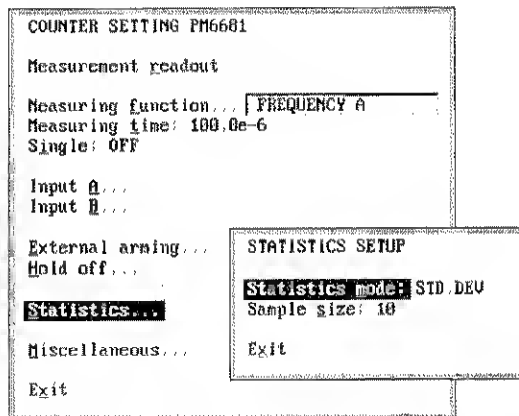 COUNTER SETTING PM6681
Measurement readout
Measuring function... FREQUENCY A
Measuring time: 100.0e-6
Single: OFF
Input A...
Input B...
External arming...
Hold off...
Statistics...
Miscellaneous...
Exit
STATISTICS SETUP
Statistics mode: STD.DEV
Sample size: 10
Exit